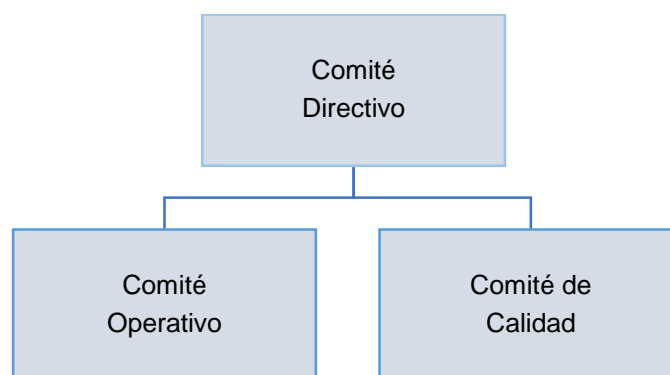 Comité
Directivo
Comité
Operativo
Comité de
Calidad